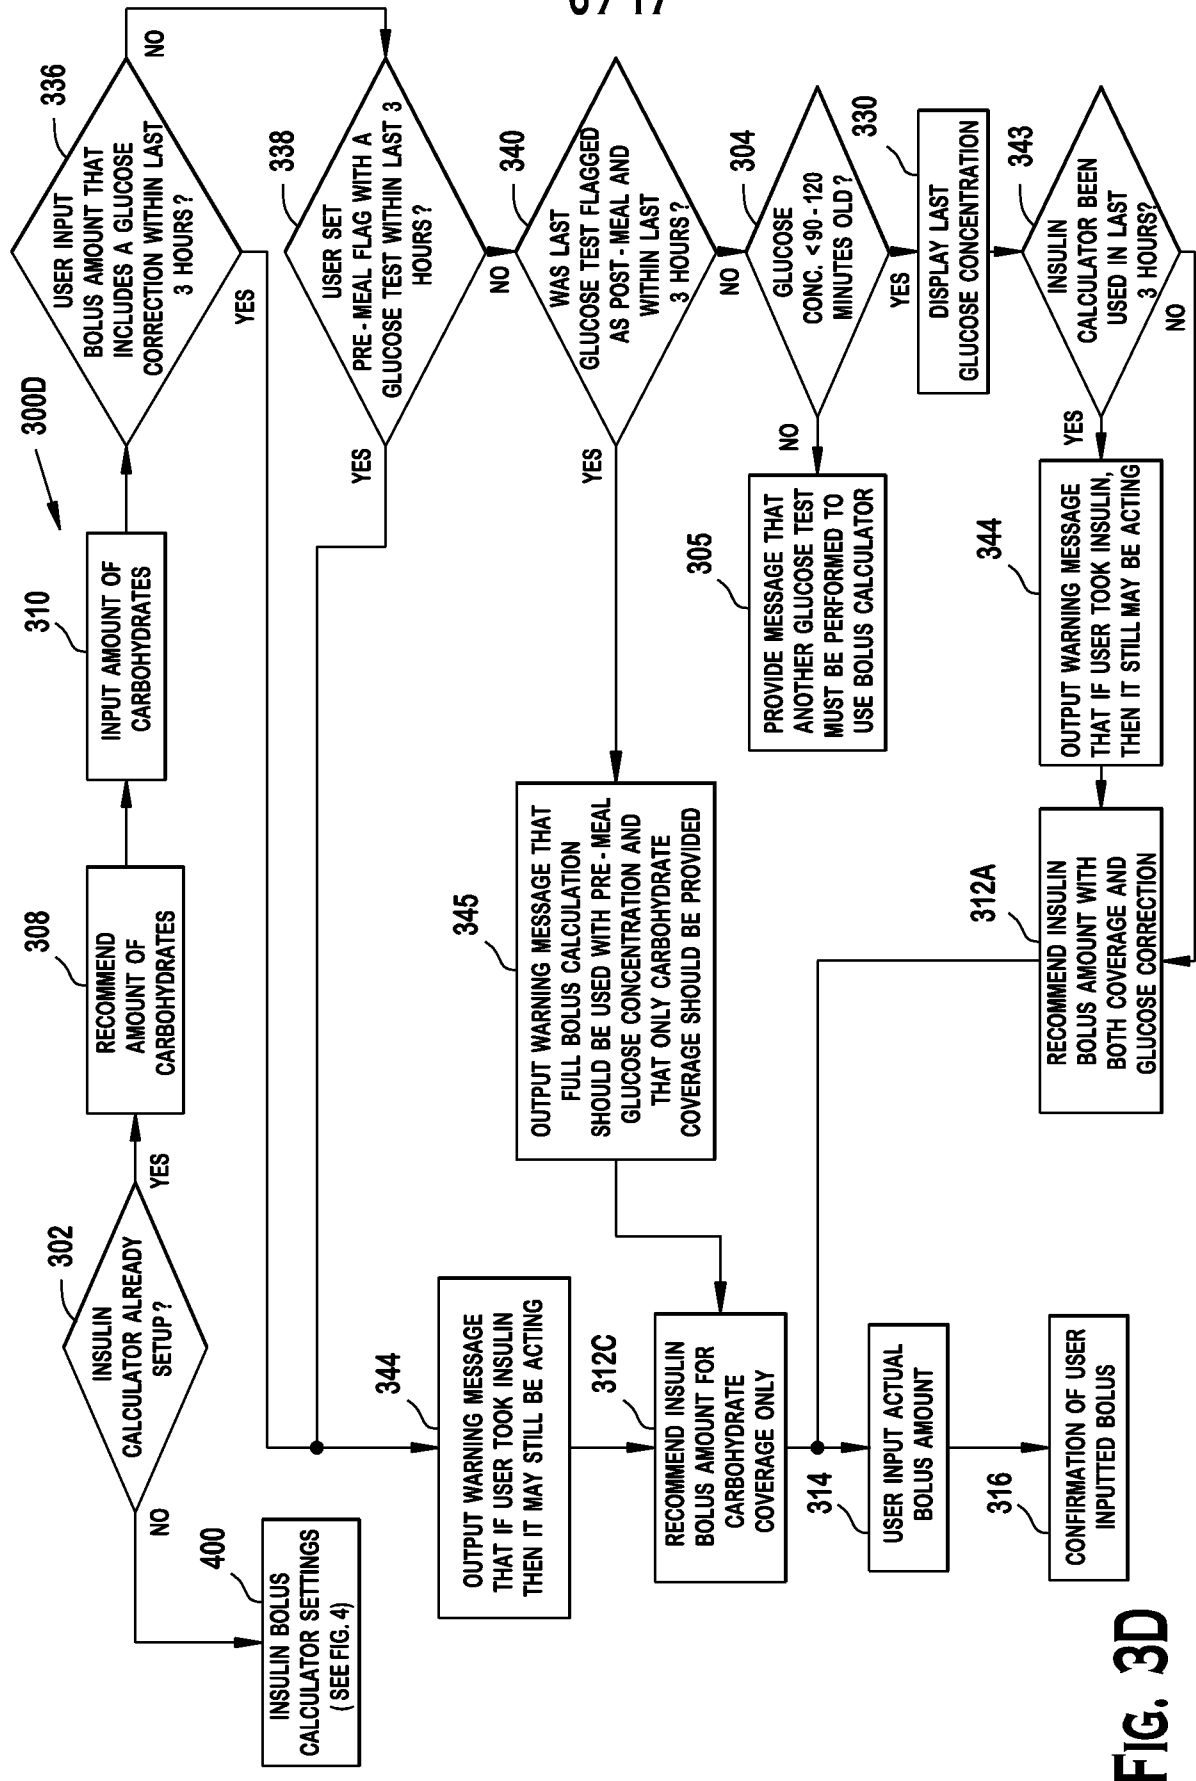 6 / 17
300D
302
INSULIN
CALCULATOR ALREADY
SETUP?
YES
NO
400
INSULIN BOLUS
CALCULATOR SETTINGS
( SEE FIG. 4)
308
RECOMMEND
AMOUNT OF
CARBOHYDRATES
310
INPUT AMOUNT OF
CARBOHYDRATES
336
USER INPUT
BOLUS AMOUNT THAT
INCLUDES A GLUCOSE
CORRECTION WITHIN LAST
3 HOURS?
NO
YES
338
USER SET
PRE-MEAL FLAG WITH A
GLUCOSE TEST WITHIN LAST 3
HOURS?
YES
NO
340
WAS LAST
GLUCOSE TEST FLAGGED
AS POST-MEAL AND
WITHIN LAST
3 HOURS?
YES
NO
304
GLUCOSE
CONC. <90-120
MINUTES OLD?
NO
YES
305
PROVIDE MESSAGE THAT
ANOTHER GLUCOSE TEST
MUST BE PERFORMED TO
USE BOLUS CALCULATOR
330
DISPLAY LAST
GLUCOSE CONCENTRATION
343
INSULIN
CALCULATOR BEEN
USED IN LAST
3 HOURS?
YES
NO
344
OUTPUT WARNING MESSAGE
THAT IF USER TOOK INSULIN,
THEN IT STILL MAY BE ACTING
312A
RECOMMEND INSULIN
BOLUS AMOUNT WITH
BOTH COVERAGE AND
GLUCOSE CORRECTION
345
OUTPUT WARNING MESSAGE THAT
FULL BOLUS CALCULATION
SHOULD BE USED WITH PRE-MEAL
GLUCOSE CONCENTRATION AND
THAT ONLY CARBOHYDRATE
COVERAGE SHOULD BE PROVIDED
344
OUTPUT WARNING MESSAGE
THAT IF USER TOOK INSULIN
THEN IT MAY STILL BE ACTING
312C
RECOMMEND INSULIN
BOLUS AMOUNT FOR
CARBOHYDRATE
COVERAGE ONLY
314
USER INPUT ACTUAL
BOLUS AMOUNT
316
CONFIRMATION OF USER
INPUTTED BOLUS
FIG. 3D